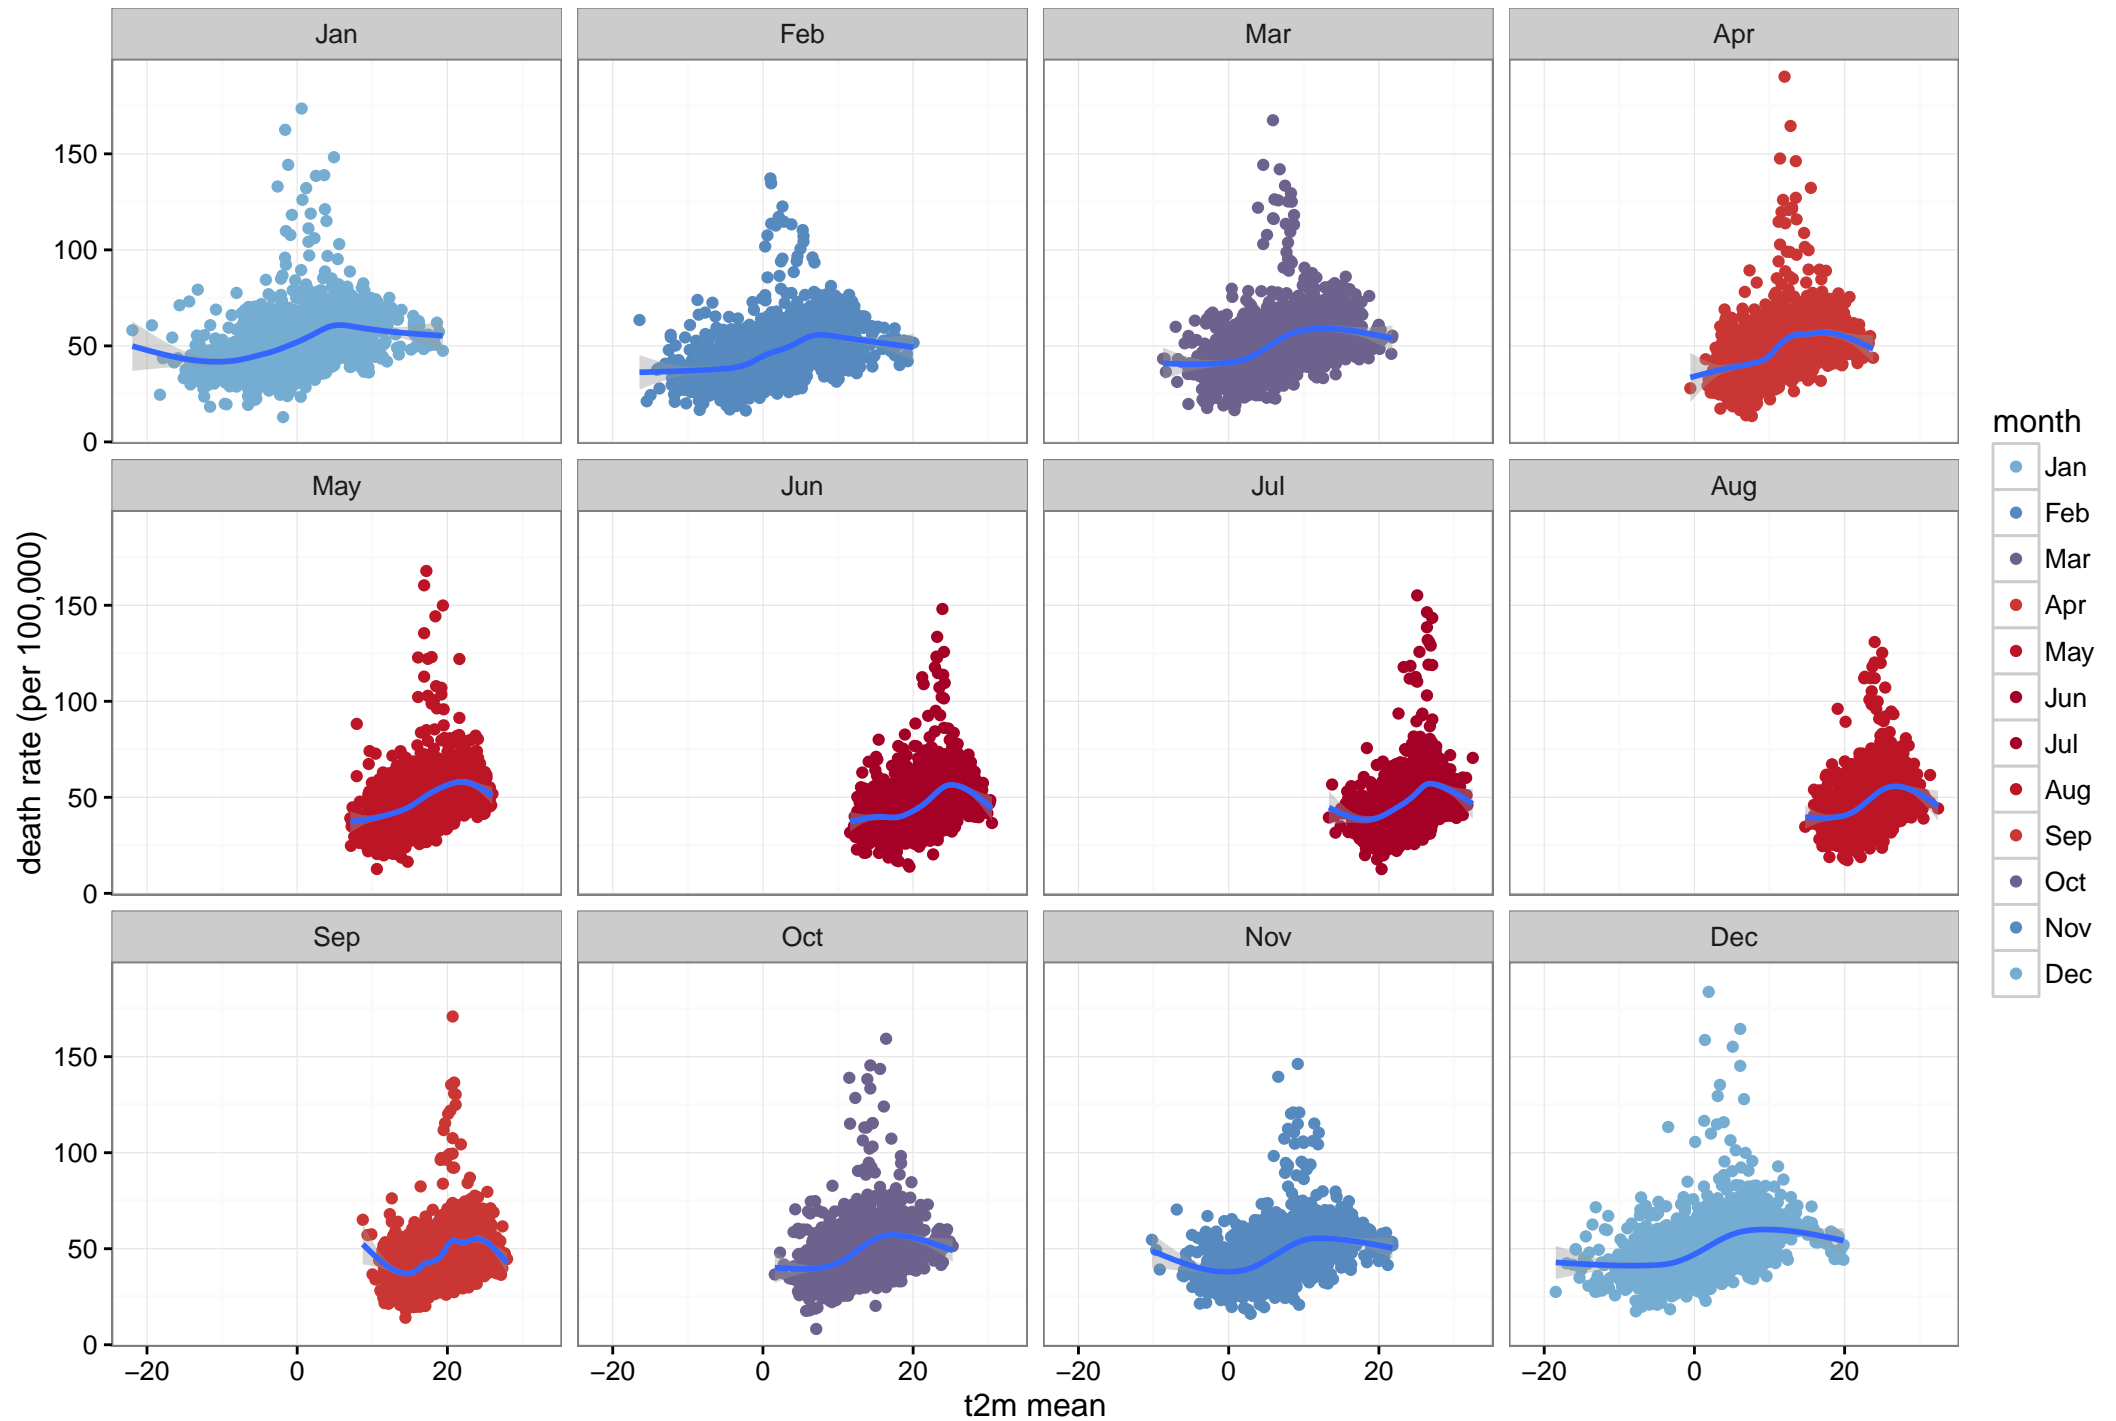 Jan Feb Mar Apr
150
100
50
0
May Jun Jul Aug
150
100
50
0
Sep Oct Nov Dec
150
100
50
0
−20 0 20 −20 0 20 −20 0 20 −20 0 20
t2m mean
death rate (per 100,000)
month
Jan
Feb
Mar
Apr
May
Jun
Jul
Aug
Sep
Oct
Nov
Dec